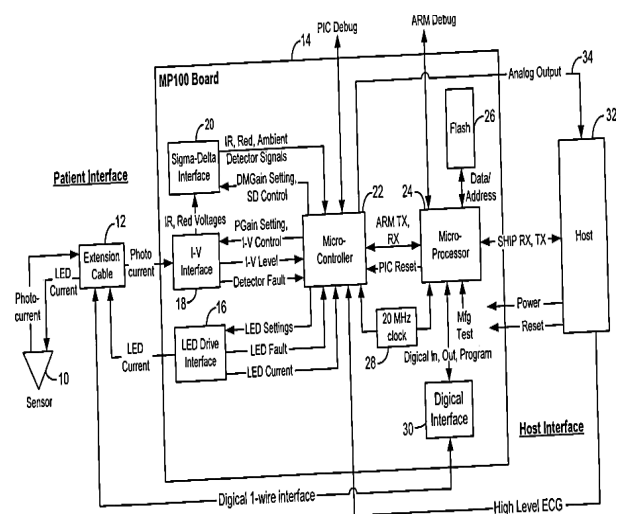 PIC Debug
ARM Debug
14
34
MP100 Board
Analog Output
32
20
26
IR, Red, Ambient
Detector Signals
Flash
Patient Interface
Sigma-Delta
Interface
22
24
DMGain Setting,
SD Control
Data/
Address
12
IR, Red Voltages
PGain Setting,
I-V Control
ARM TX,
RX
Extension
Cable
Photo
current
I-V
Interface
Micro-
Controller
Micro-
Processor
SHIP RX, TX
Host
I-V Level
PIC Reset
LED
Current
18
Detector Fault
Photo-
current
16
20 MHz
clock
Mfg
Test
Power
Reset
LED Settings
LED Drive
Interface
LED Fault
28
LED
Current
LED Current
Digical In, Out, Program
10
Sensor
Digical
Interface
30
Host Interface
Digical 1-wire interface
High Level ECG